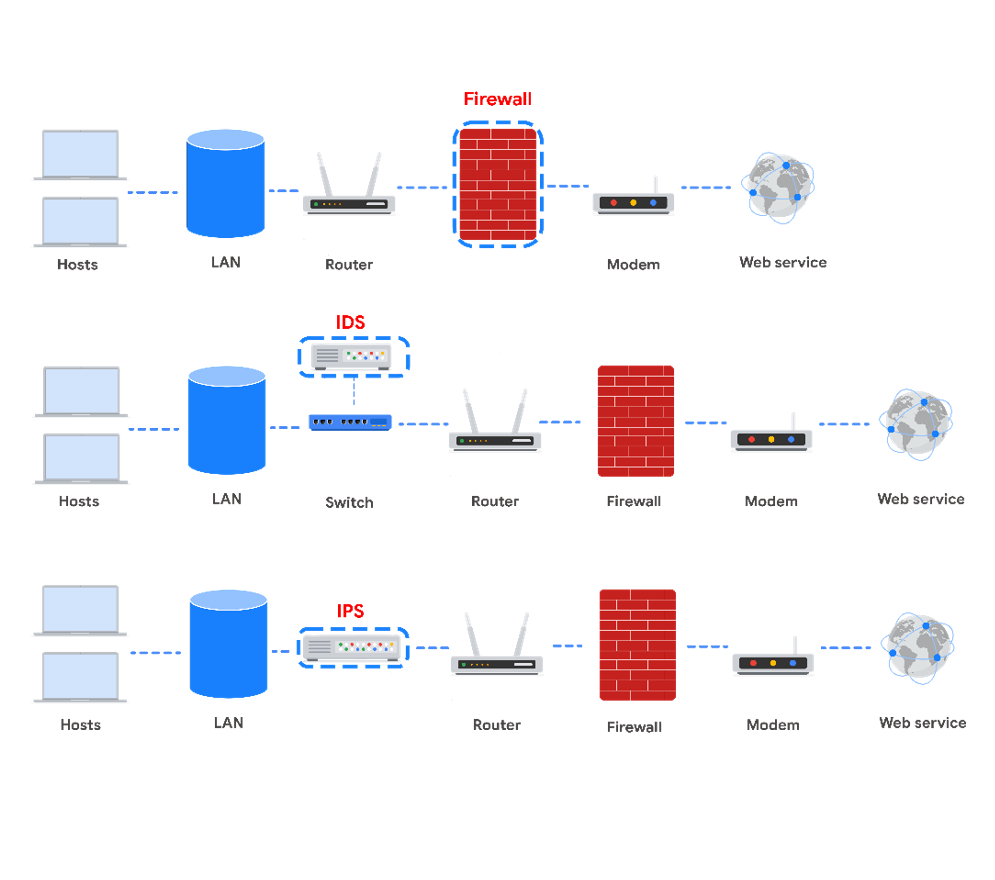 Firewall
Hosts
LAN
Router
Modem
Web service
IDS
Hosts
LAN
Switch
Router
Firewall
Modem
Web service
IPS
Hosts
LAN
Router
Firewall
Modem
Web service